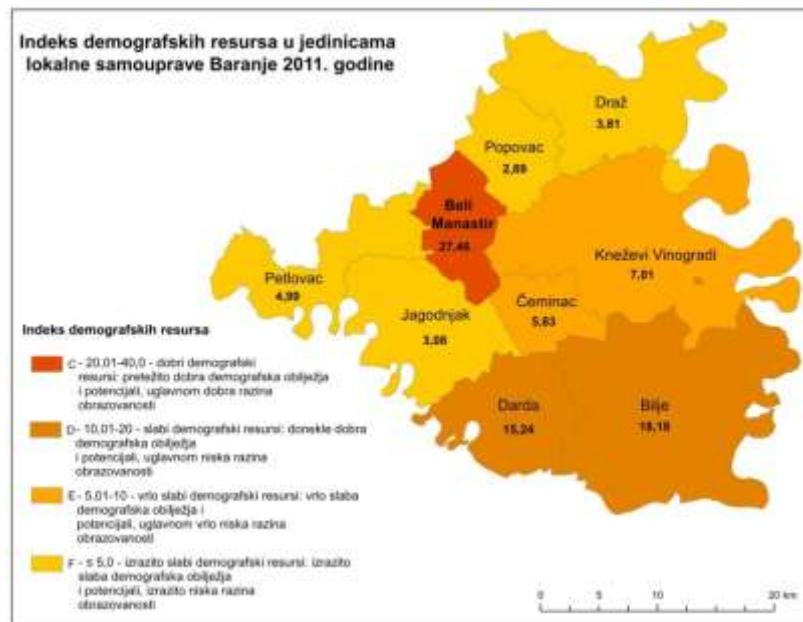 Indeks demografskih resursa u jedinicama
lokalne samouprave Baranje 2011. godine
Draž
3,81
Popovac
2,89
Beli
Manastir
27,46
Kneževi Vinogradi
7,01
Petlovac
4,99
Čeminac
5,83
Jagodnjak
3,06
Darda
15,24
Bilje
18,18
Indeks demografskih resursa
C - 20,01-40,0 - dobri demografski
resursi: pretežito dobra demografska obilježja
i potencijali, uglavnom dobra razina
obrazovanosti
D- 10,01-20 - slabi demografski resursi: donekle dobra
demografska obilježja
i potencijali, uglavnom niska razina
obrazovanosti
E - 5,01-10 - vrlo slabi demografski resursi: vrlo slaba
demografska obilježja i
potencijali, uglavnom vrlo niska razina
obrazovanosti
F - ≤ 5,0 - izrazito slabi demografski resursi: izrazito
slaba demografska obilježja
i potencijali, izrazito niska razina
obrazovanosti
0 5 10 20 km